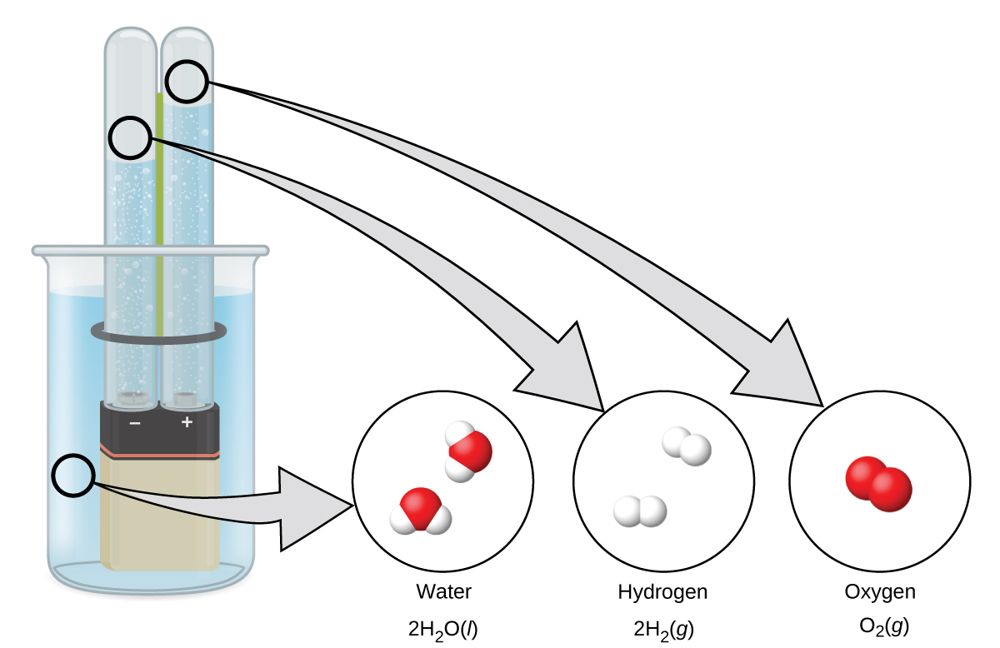 − +
Water Hydrogen Oxygen
2H₂O(l) 2H₂(g) O₂(g)